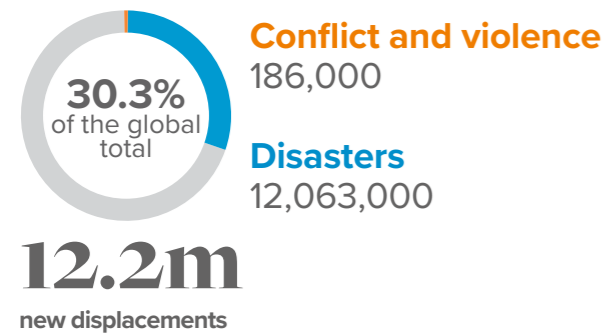 30.3%
of the global
total
Conflict and violence
186,000
Disasters
12,063,000
12.2m
new displacements